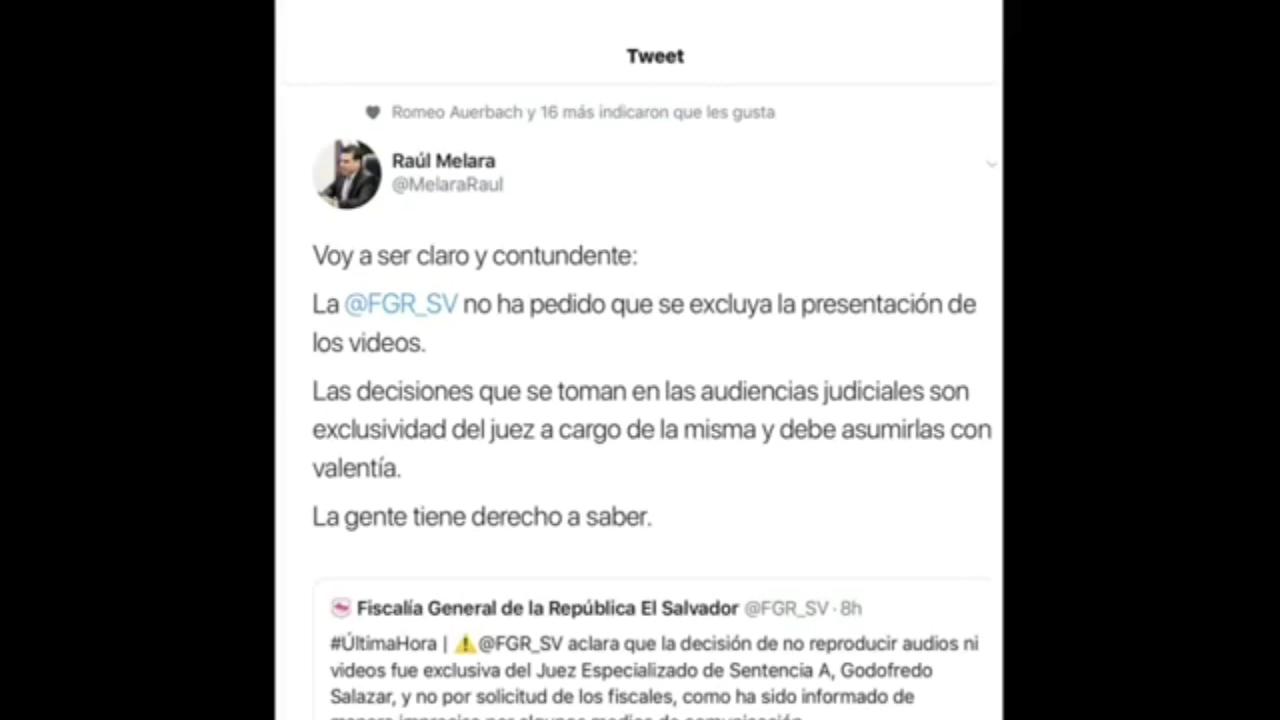 Tweet
Romeo Auerbach y 16 más indicaron que les gusta
Raúl Melara
@MelaraRaul
Voy a ser claro y contundente:
La @FGR_SV no ha pedido que se excluya la presentación de
los videos.
Las decisiones que se toman en las audiencias judiciales son
exclusividad del juez a cargo de la misma y debe asumirlas con
valentía.
La gente tiene derecho a saber.
Fiscalía General de la República El Salvador @FGR_SV · 8h
#ÚltimaHora | ⚠️@FGR_SV aclara que la decisión de no reproducir audios ni
videos fue exclusiva del Juez Especializado de Sentencia A, Godofredo
Salazar, y no por solicitud de los fiscales, como ha sido informado de